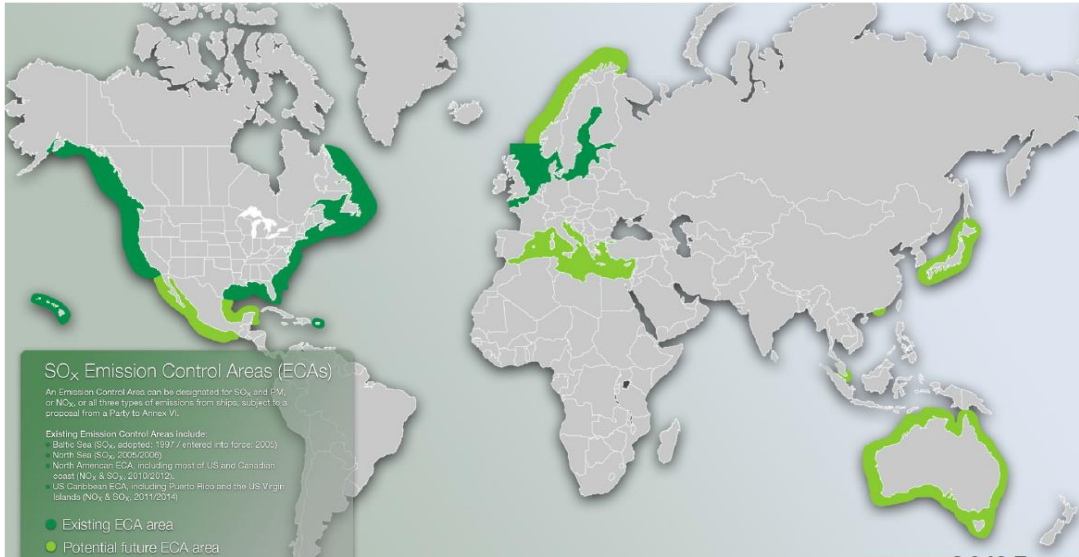 SOx Emission Control Areas (ECAs)
An Emission Control Area can be designated for SOx and PM,
or NOx, or all three types of emissions from ships, subject to a
proposal from a Party to Annex VI.
Existing Emission Control Areas include:
Baltic Sea (SOx, adopted: 1997 / entered into force: 2005)
North Sea (SOx, 2005/2006)
North American ECA, including most of US and Canadian
coast (NOx & SOx, 2010/2012).
US Caribbean ECA, including Puerto Rico and the US Virgin
Islands (NOx & SOx, 2011/2014)
Existing ECA area
Potential future ECA area